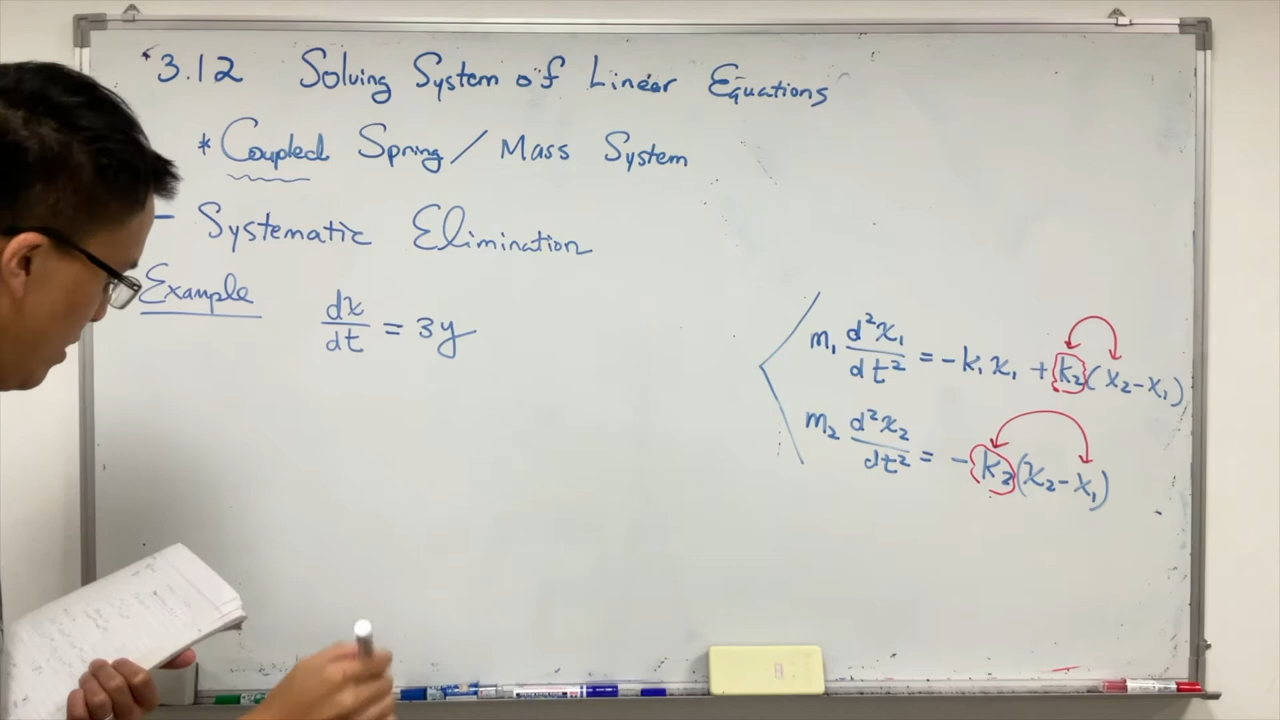 3.12 Solving System of Linear Equations
* Coupled Spring / Mass System
- Systematic Elimination
Example
dx/dt = 3y
m₁ d²x₁/dt² = -k₁x₁ + k₂(x₂-x₁)
m₂ d²x₂/dt² = -k₂(x₂-x₁)